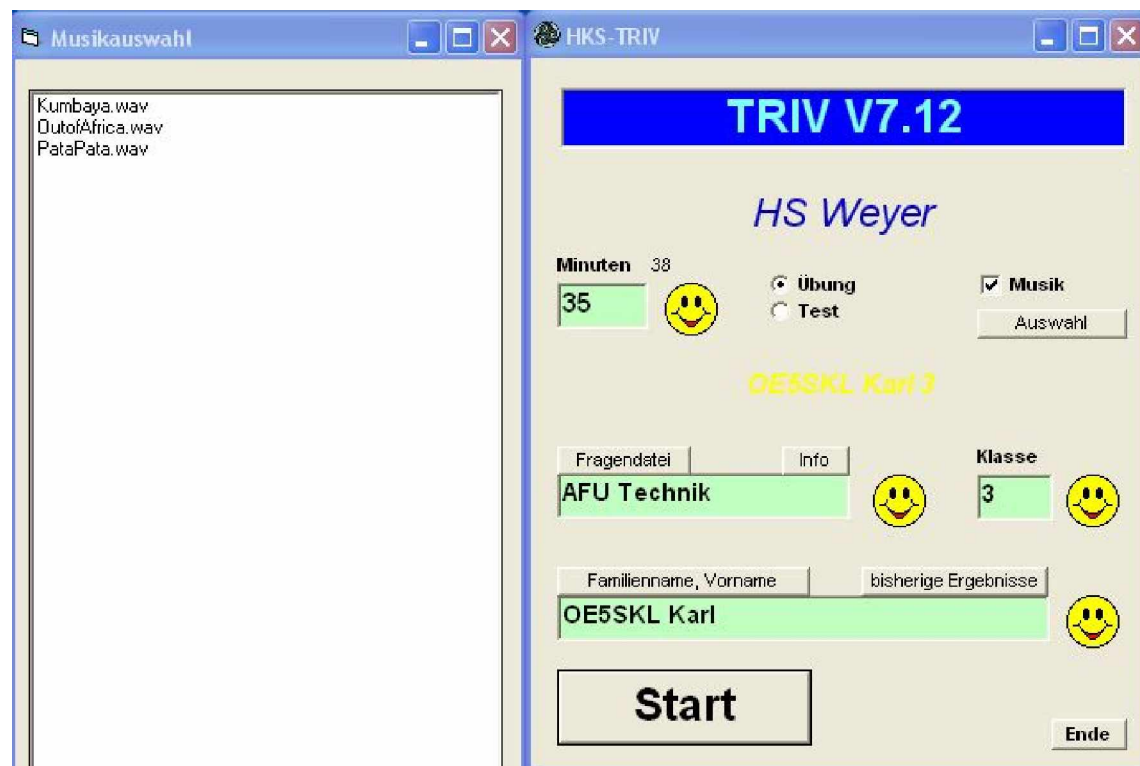 Musikauswahl
Kumbaya.wav
OutofAfrica.wav
PataPata.wav
HKS-TRIV
TRIV V7.12
HS Weyer
Minuten 38
35
Übung
Test
Musik
Auswahl
OE5SKL Karl 3
Fragendatei Info Klasse
AFU Technik 3
Familienname, Vorname bisherige Ergebnisse
OE5SKL Karl
Start
Ende